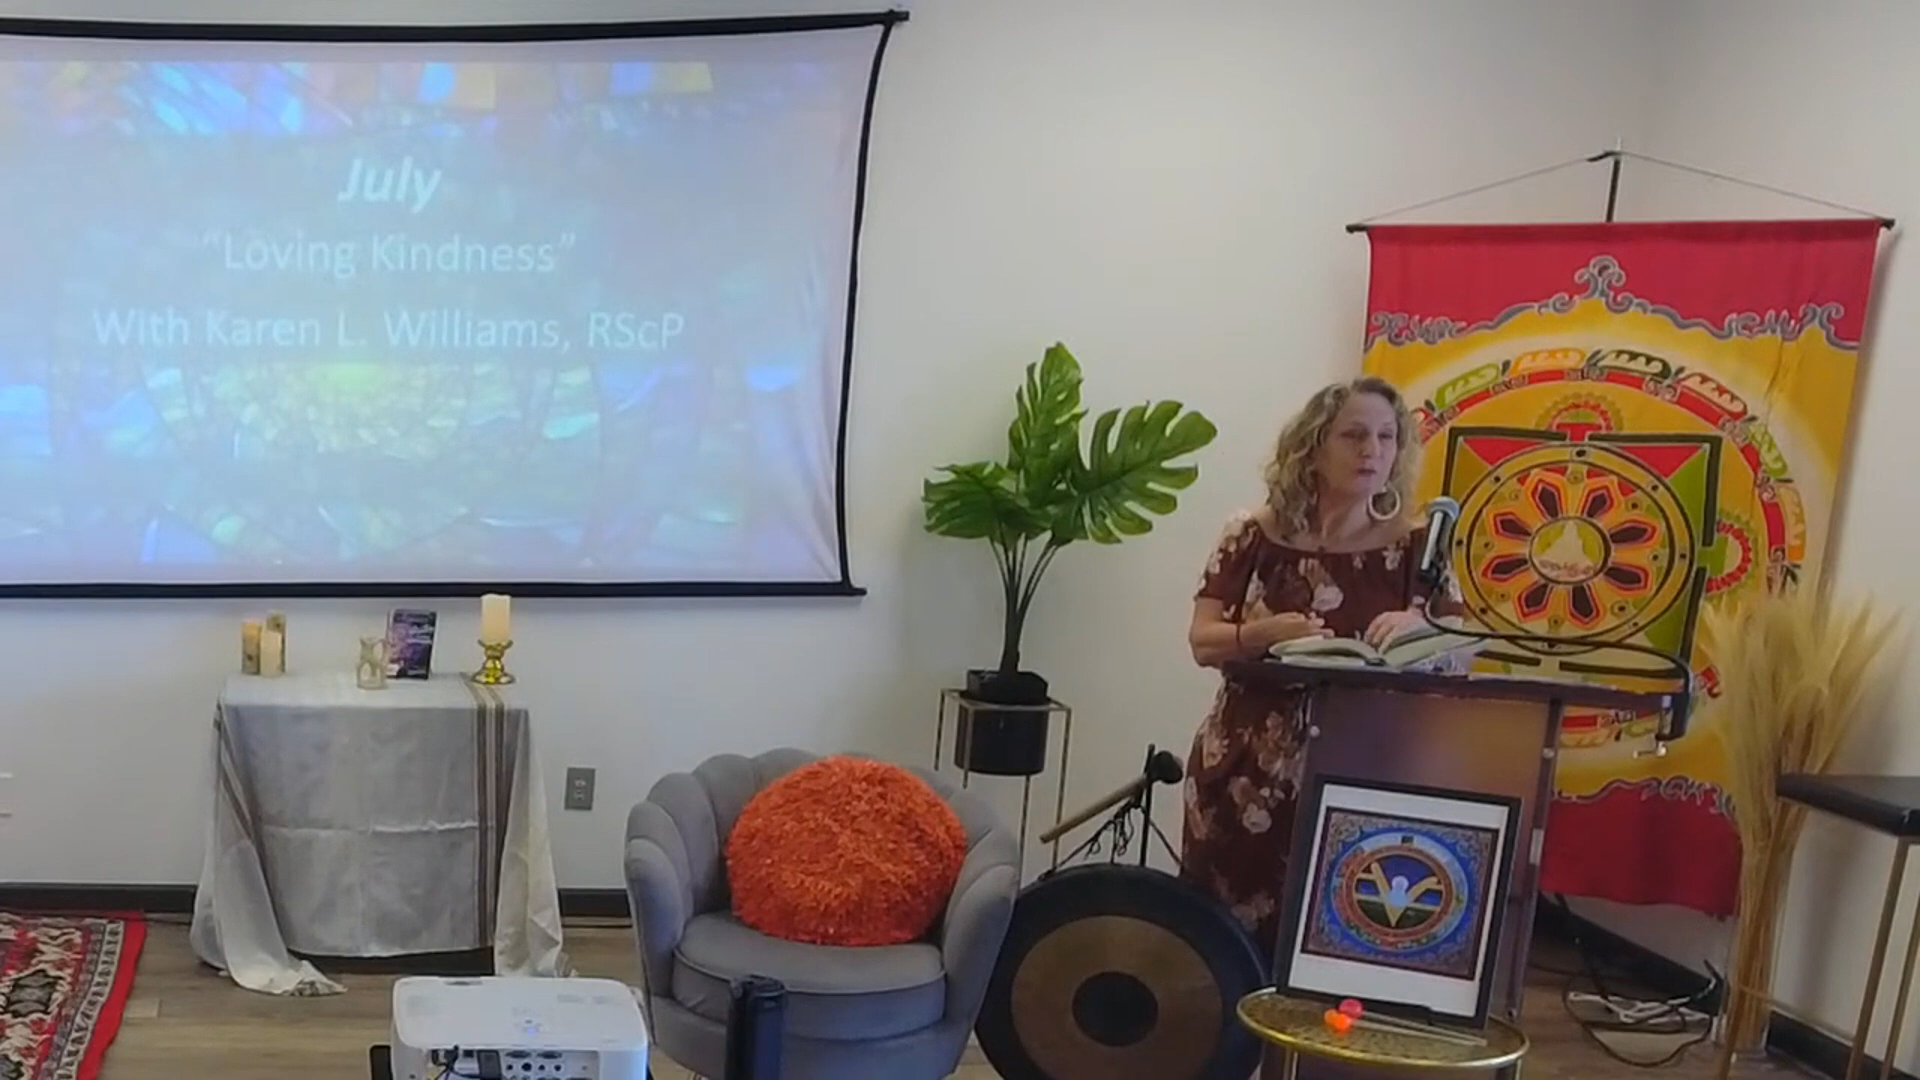 July
“Loving Kindness”
With Karen L. Williams, RScP